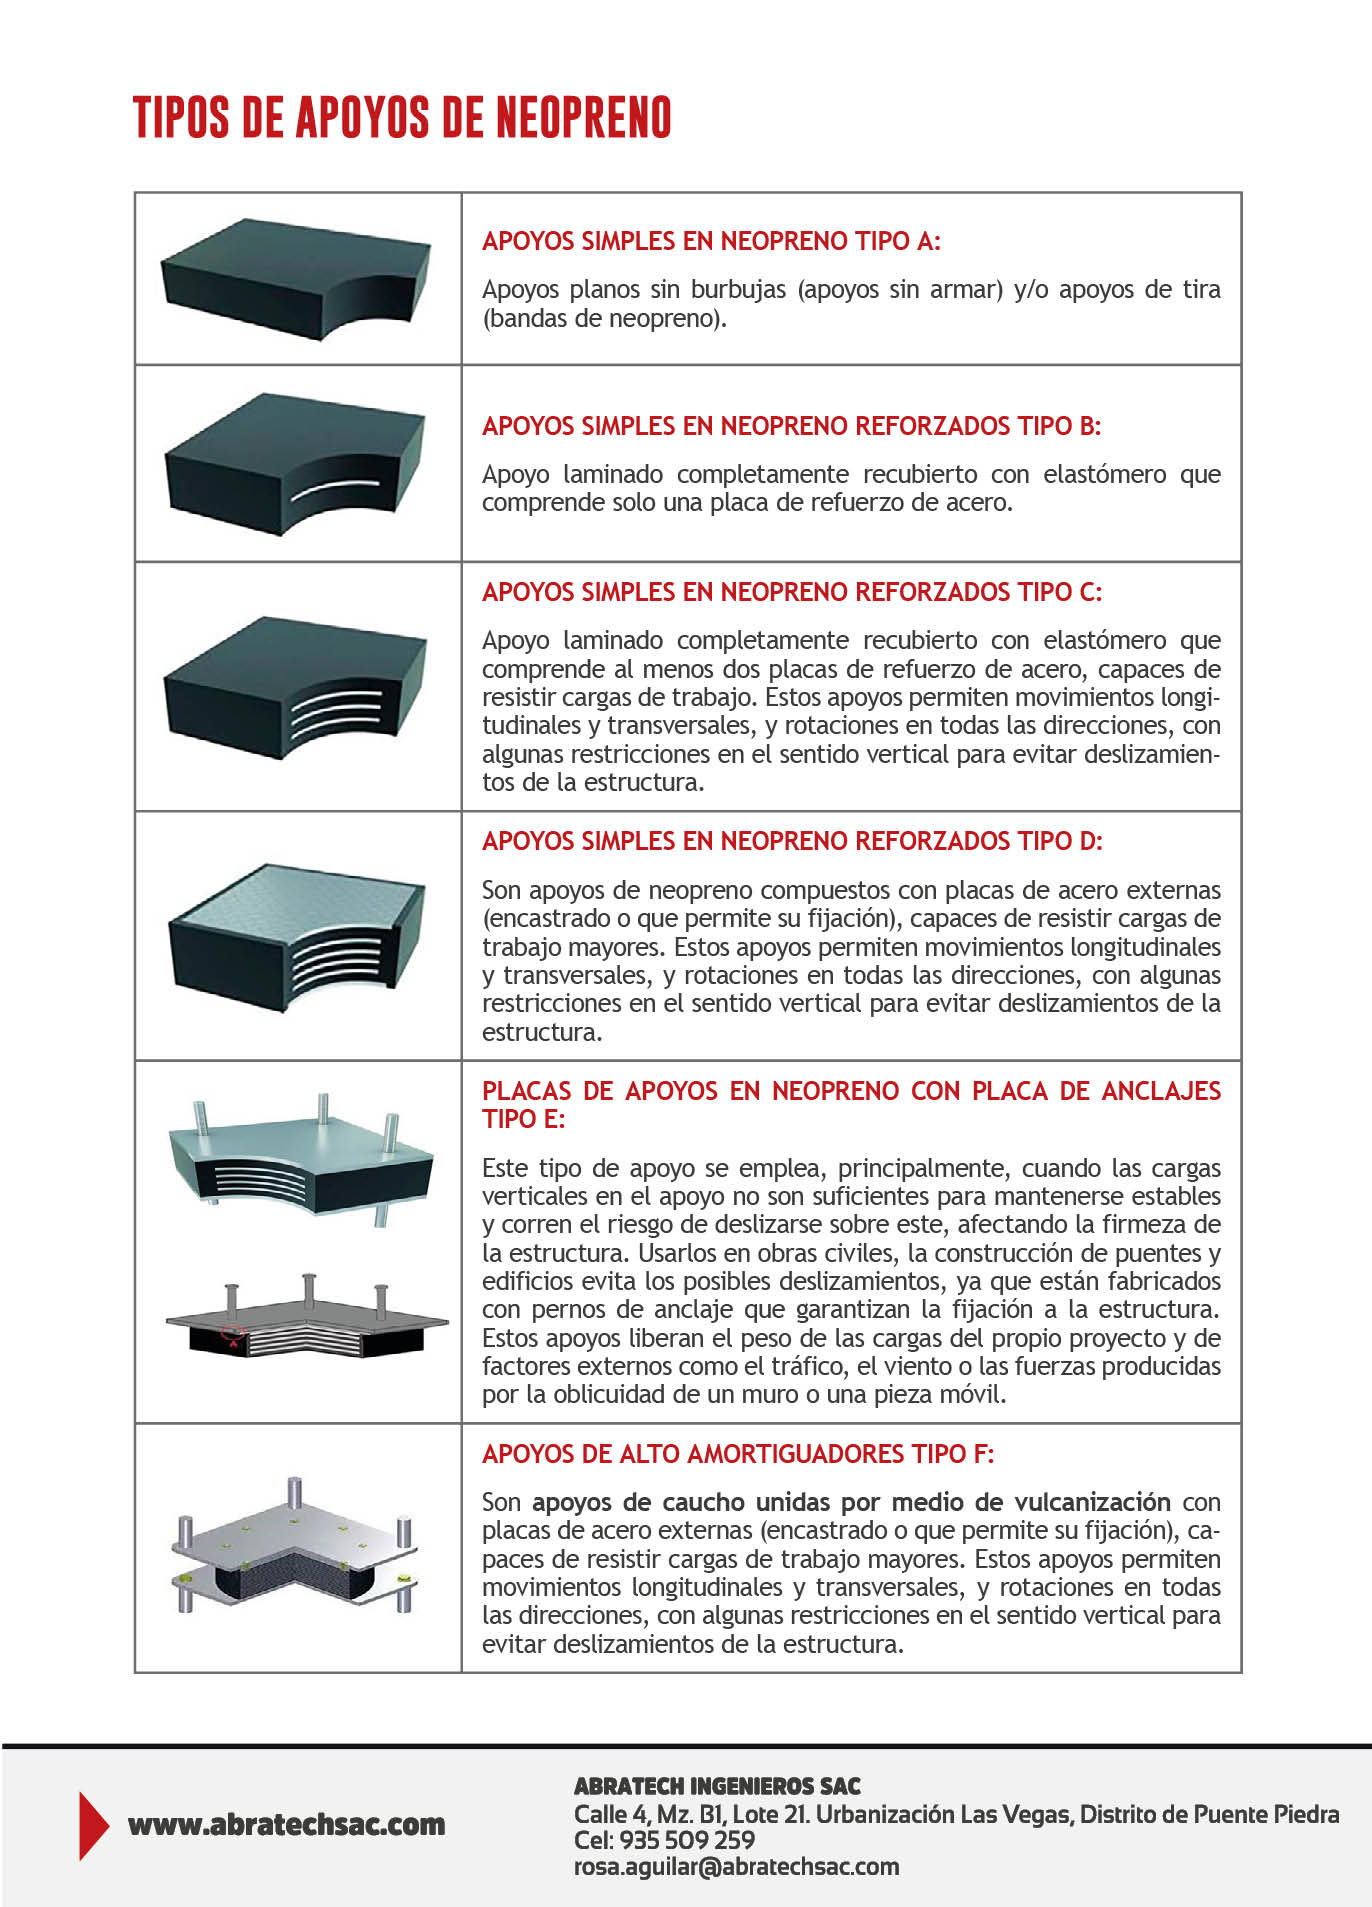 TIPOS DE APOYOS DE NEOPRENO
APOYOS SIMPLES EN NEOPRENO TIPO A:
Apoyos planos sin burbujas (apoyos sin armar) y/o apoyos de tira
(bandas de neopreno).
APOYOS SIMPLES EN NEOPRENO REFORZADOS TIPO B:
Apoyo laminado completamente recubierto con elastómero que
comprende solo una placa de refuerzo de acero.
APOYOS SIMPLES EN NEOPRENO REFORZADOS TIPO C:
Apoyo laminado completamente recubierto con elastómero que
comprende al menos dos placas de refuerzo de acero, capaces de
resistir cargas de trabajo. Estos apoyos permiten movimientos longi-
tudinales y transversales, y rotaciones en todas las direcciones, con
algunas restricciones en el sentido vertical para evitar deslizamien-
tos de la estructura.
APOYOS SIMPLES EN NEOPRENO REFORZADOS TIPO D:
Son apoyos de neopreno compuestos con placas de acero externas
(encastrado o que permite su fijación), capaces de resistir cargas de
trabajo mayores. Estos apoyos permiten movimientos longitudinales
y transversales, y rotaciones en todas las direcciones, con algunas
restricciones en el sentido vertical para evitar deslizamientos de la
estructura.
PLACAS DE APOYOS EN NEOPRENO CON PLACA DE ANCLAJES
TIPO E:
Este tipo de apoyo se emplea, principalmente, cuando las cargas
verticales en el apoyo no son suficientes para mantenerse estables
y corren el riesgo de deslizarse sobre este, afectando la firmeza de
la estructura. Usarlos en obras civiles, la construcción de puentes y
edificios evita los posibles deslizamientos, ya que están fabricados
con pernos de anclaje que garantizan la fijación a la estructura.
Estos apoyos liberan el peso de las cargas del propio proyecto y de
factores externos como el tráfico, el viento o las fuerzas producidas
por la oblicuidad de un muro o una pieza móvil.
A
APOYOS DE ALTO AMORTIGUADORES TIPO F:
Son apoyos de caucho unidas por medio de vulcanización con
placas de acero externas (encastrado o que permite su fijación), ca-
paces de resistir cargas de trabajo mayores. Estos apoyos permiten
movimientos longitudinales y transversales, y rotaciones en todas
las direcciones, con algunas restricciones en el sentido vertical para
evitar deslizamientos de la estructura.
www.abratechsac.com
ABRATECH INGENIEROS SAC
Calle 4, Mz. B1, Lote 21. Urbanización Las Vegas, Distrito de Puente Piedra
Cel: 935 509 259
rosa.aguilar@abratechsac.com